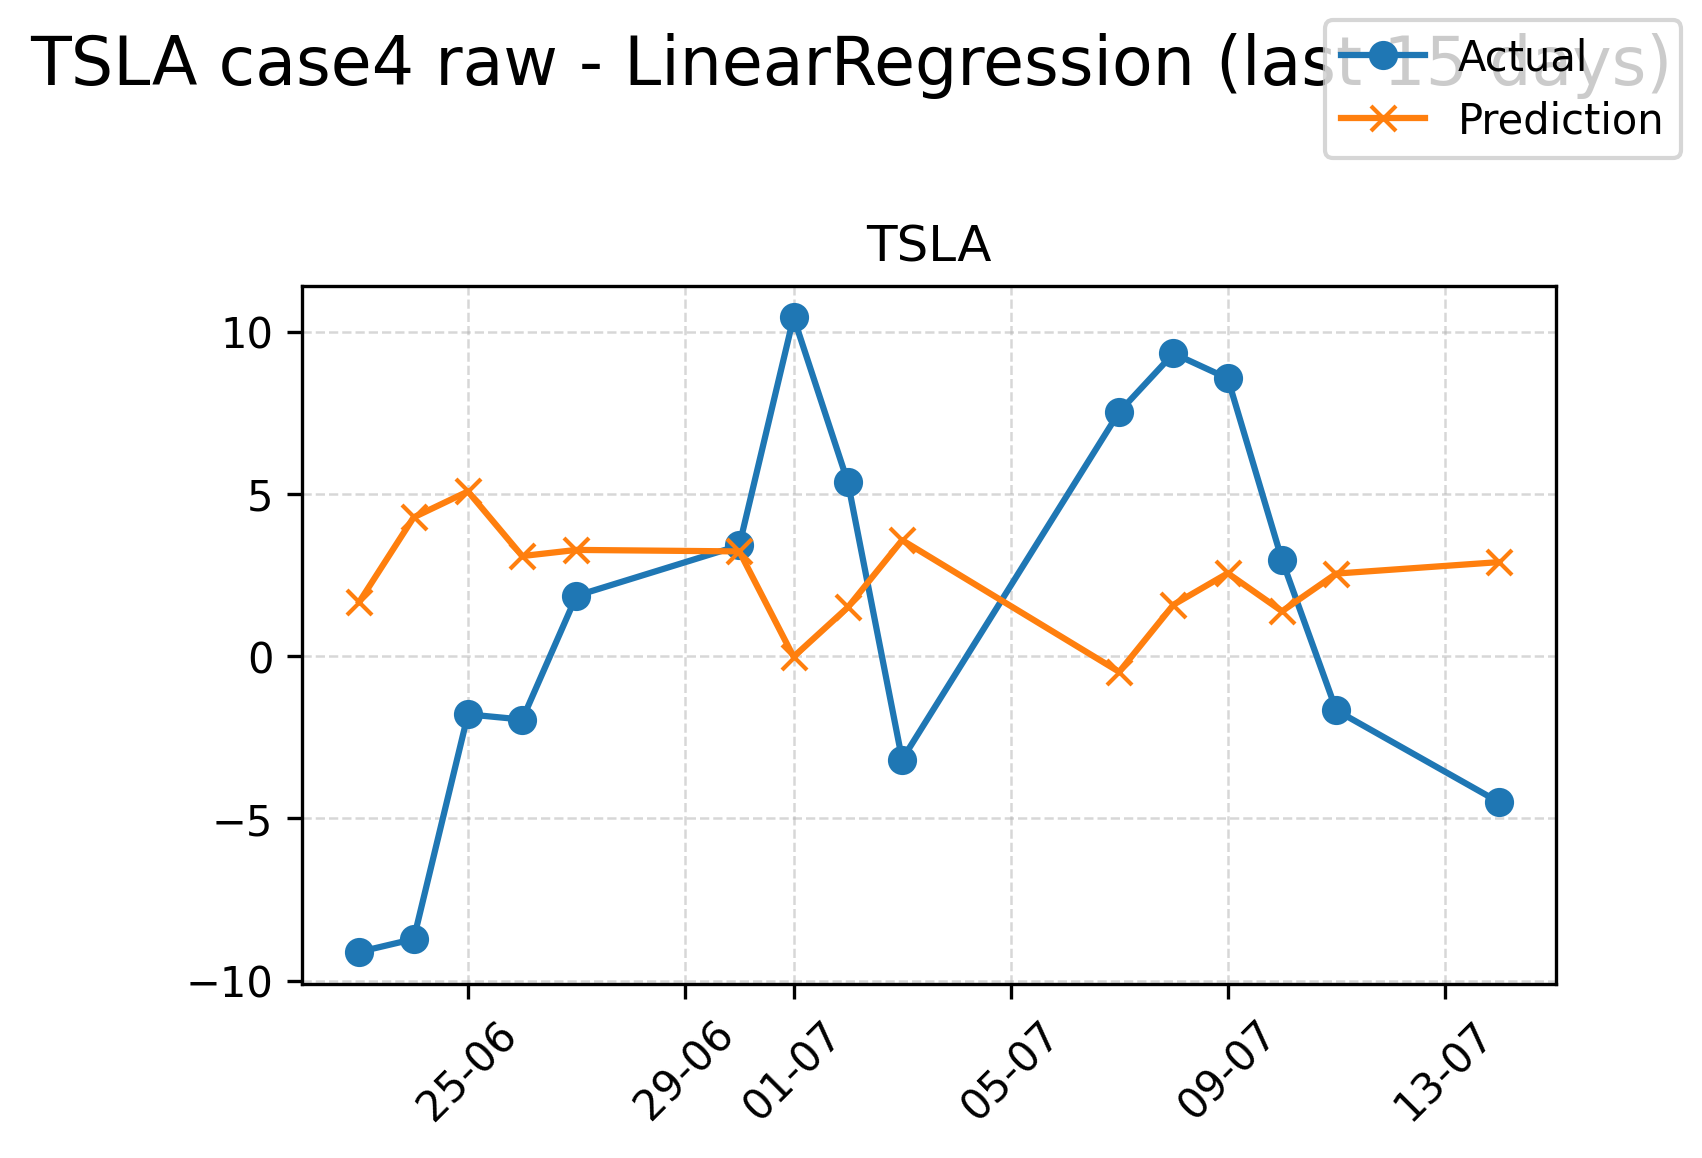 TSLA case4 raw - LinearRegression (last 15 days)
Actual
Prediction
TSLA
10
5
0
−5
−10
25-06
29-06
01-07
05-07
09-07
13-07